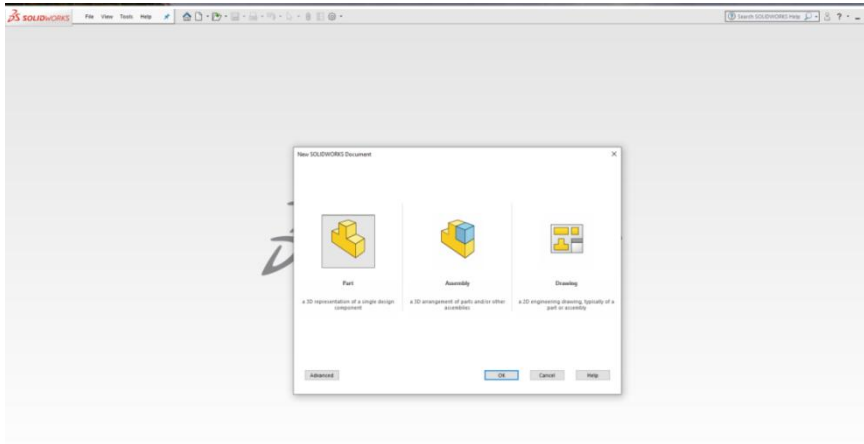 SOLIDWORKS File View Tools Help
Search SOLIDWORKS Help
New SOLIDWORKS Document
Part
a 3D representation of a single design
component
Assembly
a 3D arrangement of parts and/or other
assemblies
Drawing
a 2D engineering drawing, typically of a
part or assembly
Advanced OK Cancel Help